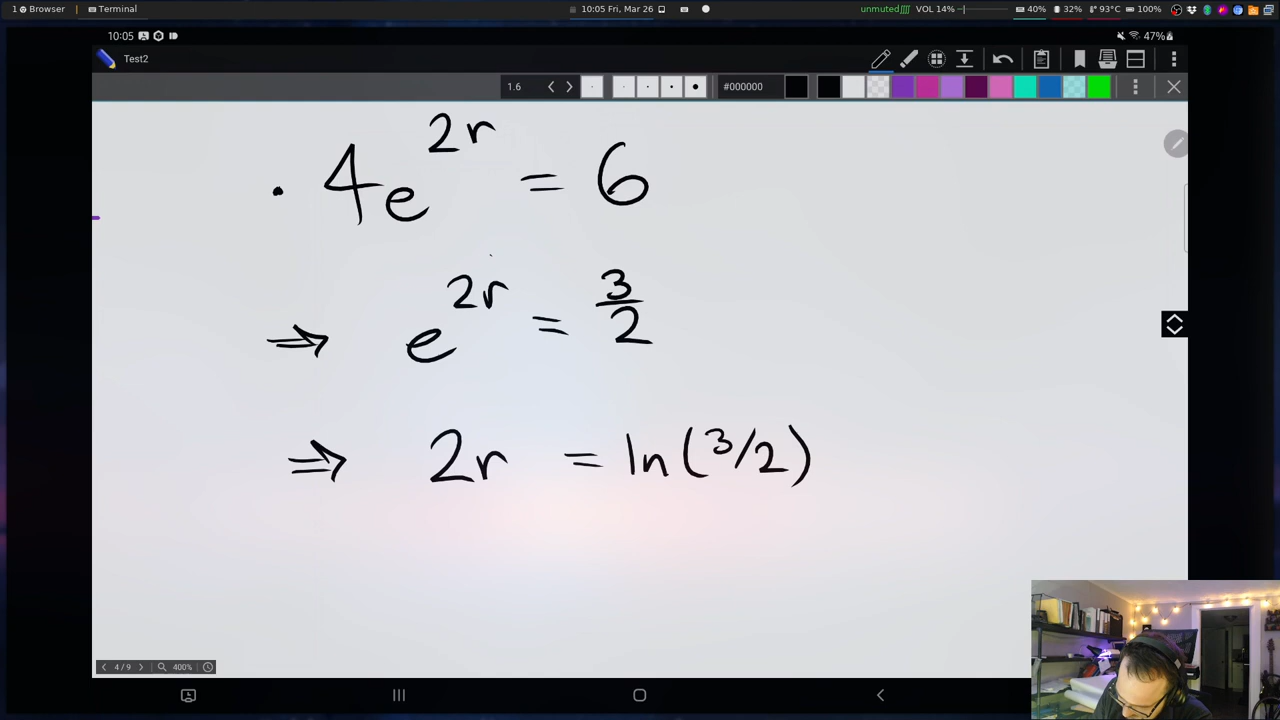 1 Browser Terminal 10:05 Fri, Mar 26 unmuted VOL 14% 40% 32% 93°C 100%
10:05 47%
Test2
1.6 #000000
· 4e^{2r} = 6
⇒ e^{2r} = 3/2
⇒ 2r = ln(3/2)
4 / 9 400%